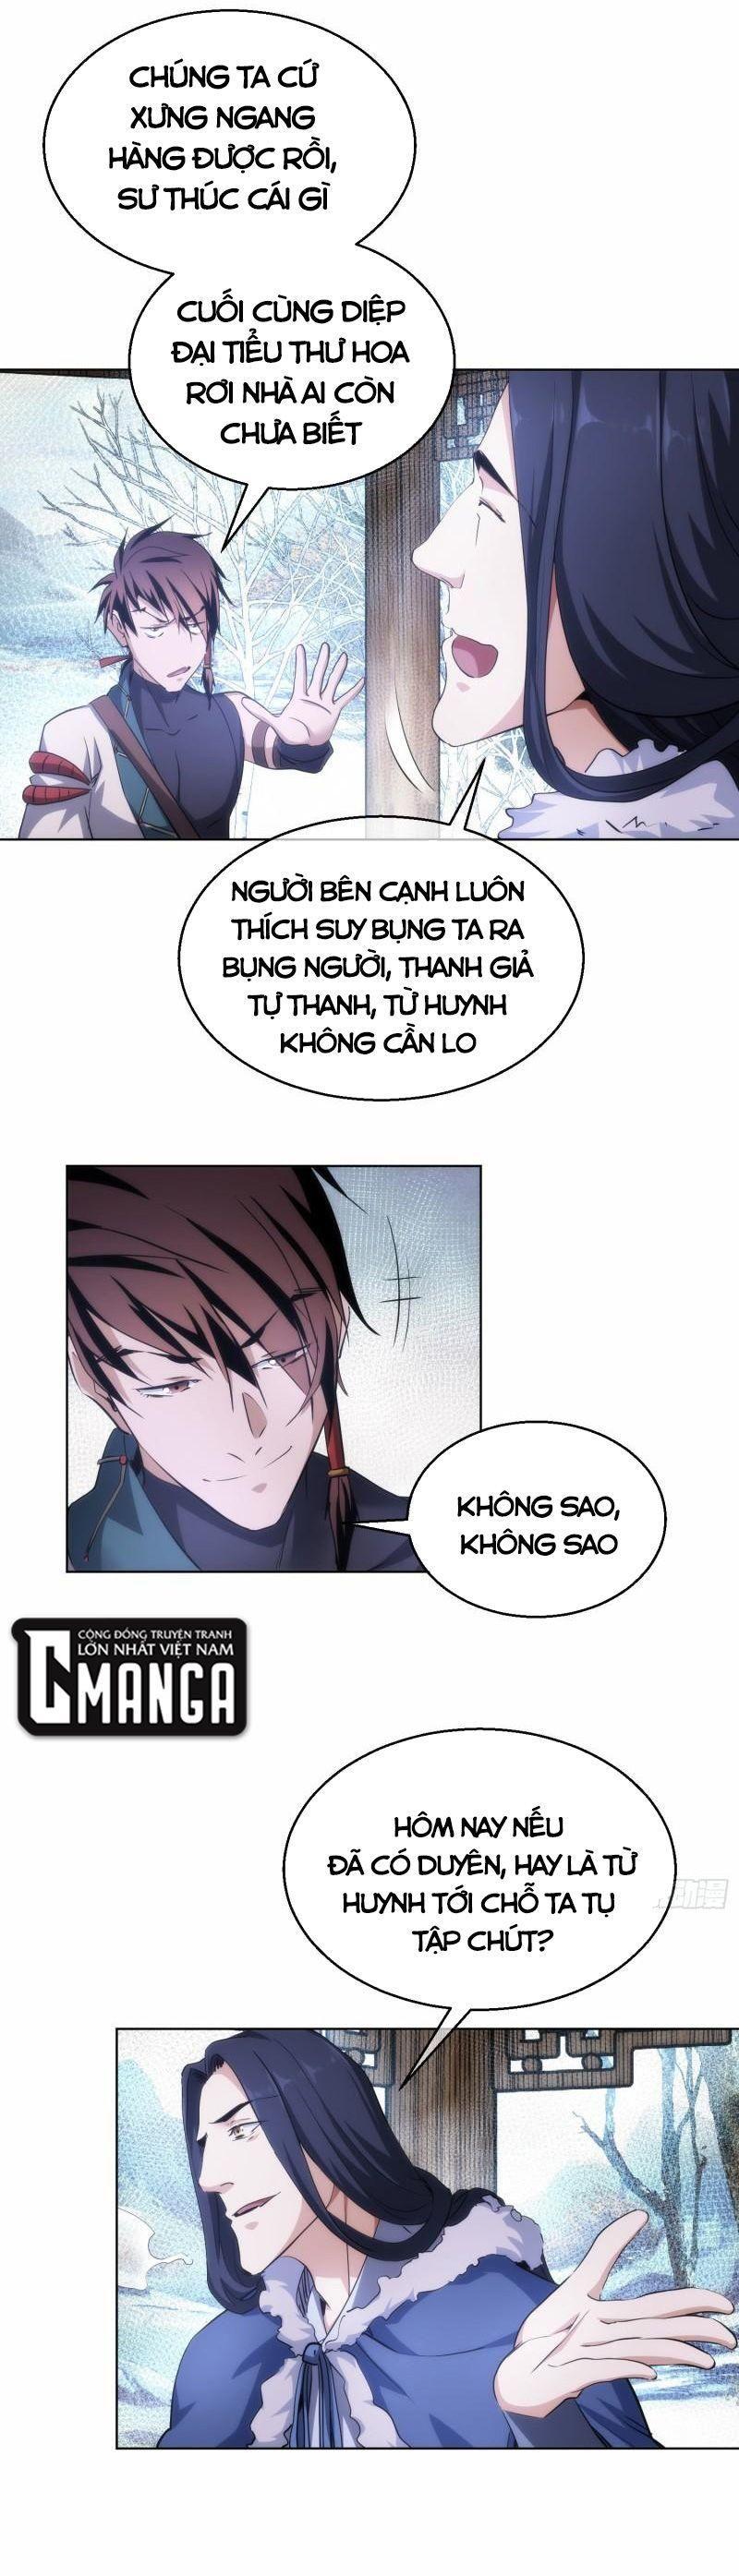 CHÚNG TA CỨ
XƯNG NGANG
HÀNG ĐƯỢC RỒI,
SƯ THÚC CÁI GÌ
CUỐI CÙNG DIỆP
ĐẠI TIỂU THƯ HOA
RƠI NHÀ AI CÒN
CHƯA BIẾT
NGƯỜI BÊN CẠNH LUÔN
THÍCH SUY BỤNG TA RA
BỤNG NGƯỜI, THANH GIẢ
TỰ THANH, TỪ HUYNH
KHÔNG CẦN LO
KHÔNG SAO,
KHÔNG SAO
CỘNG ĐỒNG TRUYỆN TRANH
LỚN NHẤT VIỆT NAM
CMANGA
HÔM NAY NẾU
ĐÃ CÓ DUYÊN, HAY LÀ TỪ
HUYNH TỚI CHỖ TA TỤ
TẬP CHÚT?
动漫